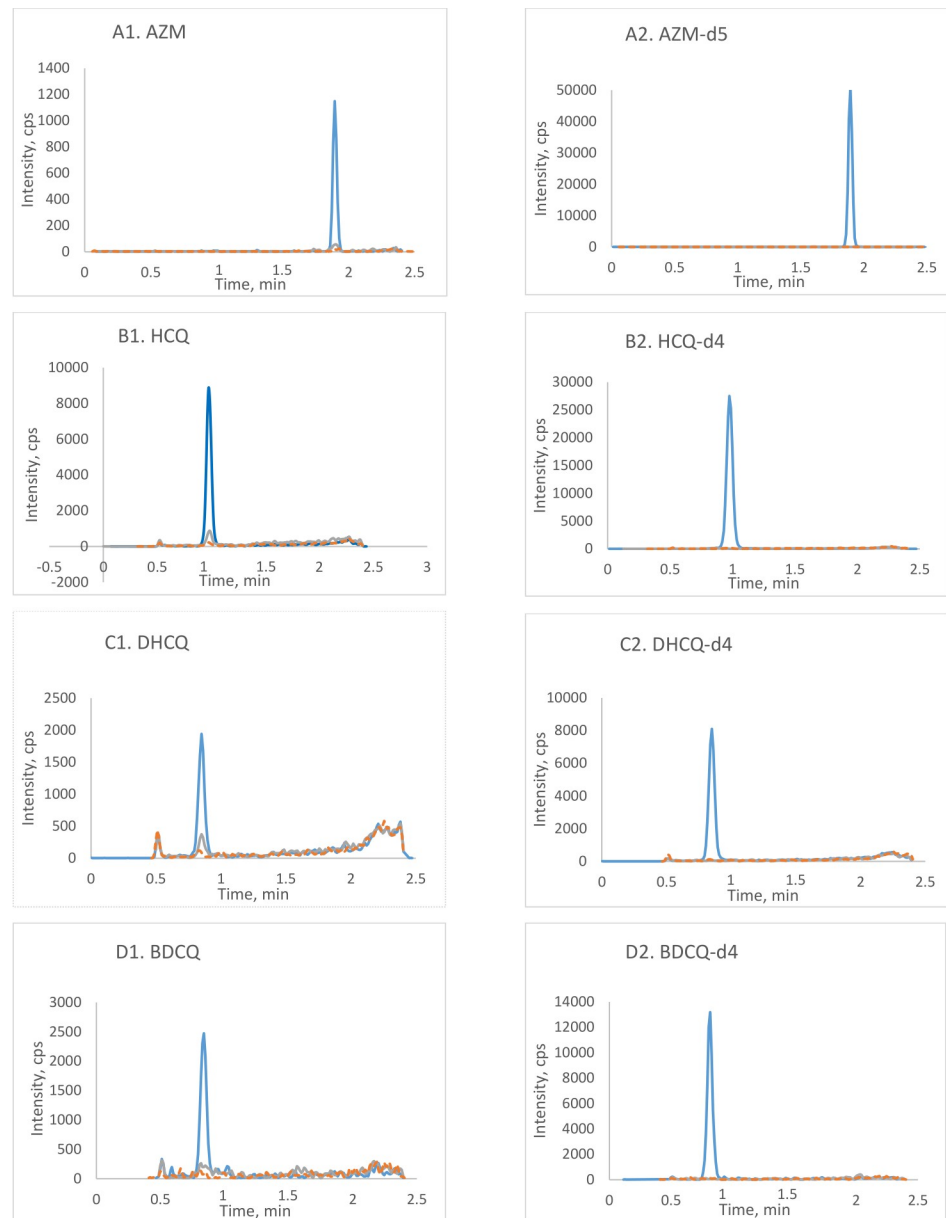 A1. AZM
1400
1200
1000
800
600
400
200
0
Intensity, cps
0 0.5 1 1.5 2 2.5
Time, min
A2. AZM-d5
50000
40000
30000
20000
10000
0
Intensity, cps
0 0.5 1 1.5 2 2.5
Time, min
B1. HCQ
10000
8000
6000
4000
2000
0
-2000
Intensity, cps
-0.5 0 0.5 1 1.5 2 2.5 3
Time, min
B2. HCQ-d4
30000
25000
20000
15000
10000
5000
0
Intensity, cps
0 0.5 1 1.5 2 2.5
Time, min
C1. DHCQ
2500
2000
1500
1000
500
0
Intensity, cps
0 0.5 1 1.5 2 2.5
Time, min
C2. DHCQ-d4
10000
8000
6000
4000
2000
0
Intensity, cps
0 0.5 1 1.5 2 2.5
Time, min
D1. BDCQ
3000
2500
2000
1500
1000
500
0
Intensity, cps
0 0.5 1 1.5 2 2.5
Time, min
D2. BDCQ-d4
14000
12000
10000
8000
6000
4000
2000
0
Intensity, cps
0 0.5 1 1.5 2 2.5
Time, min